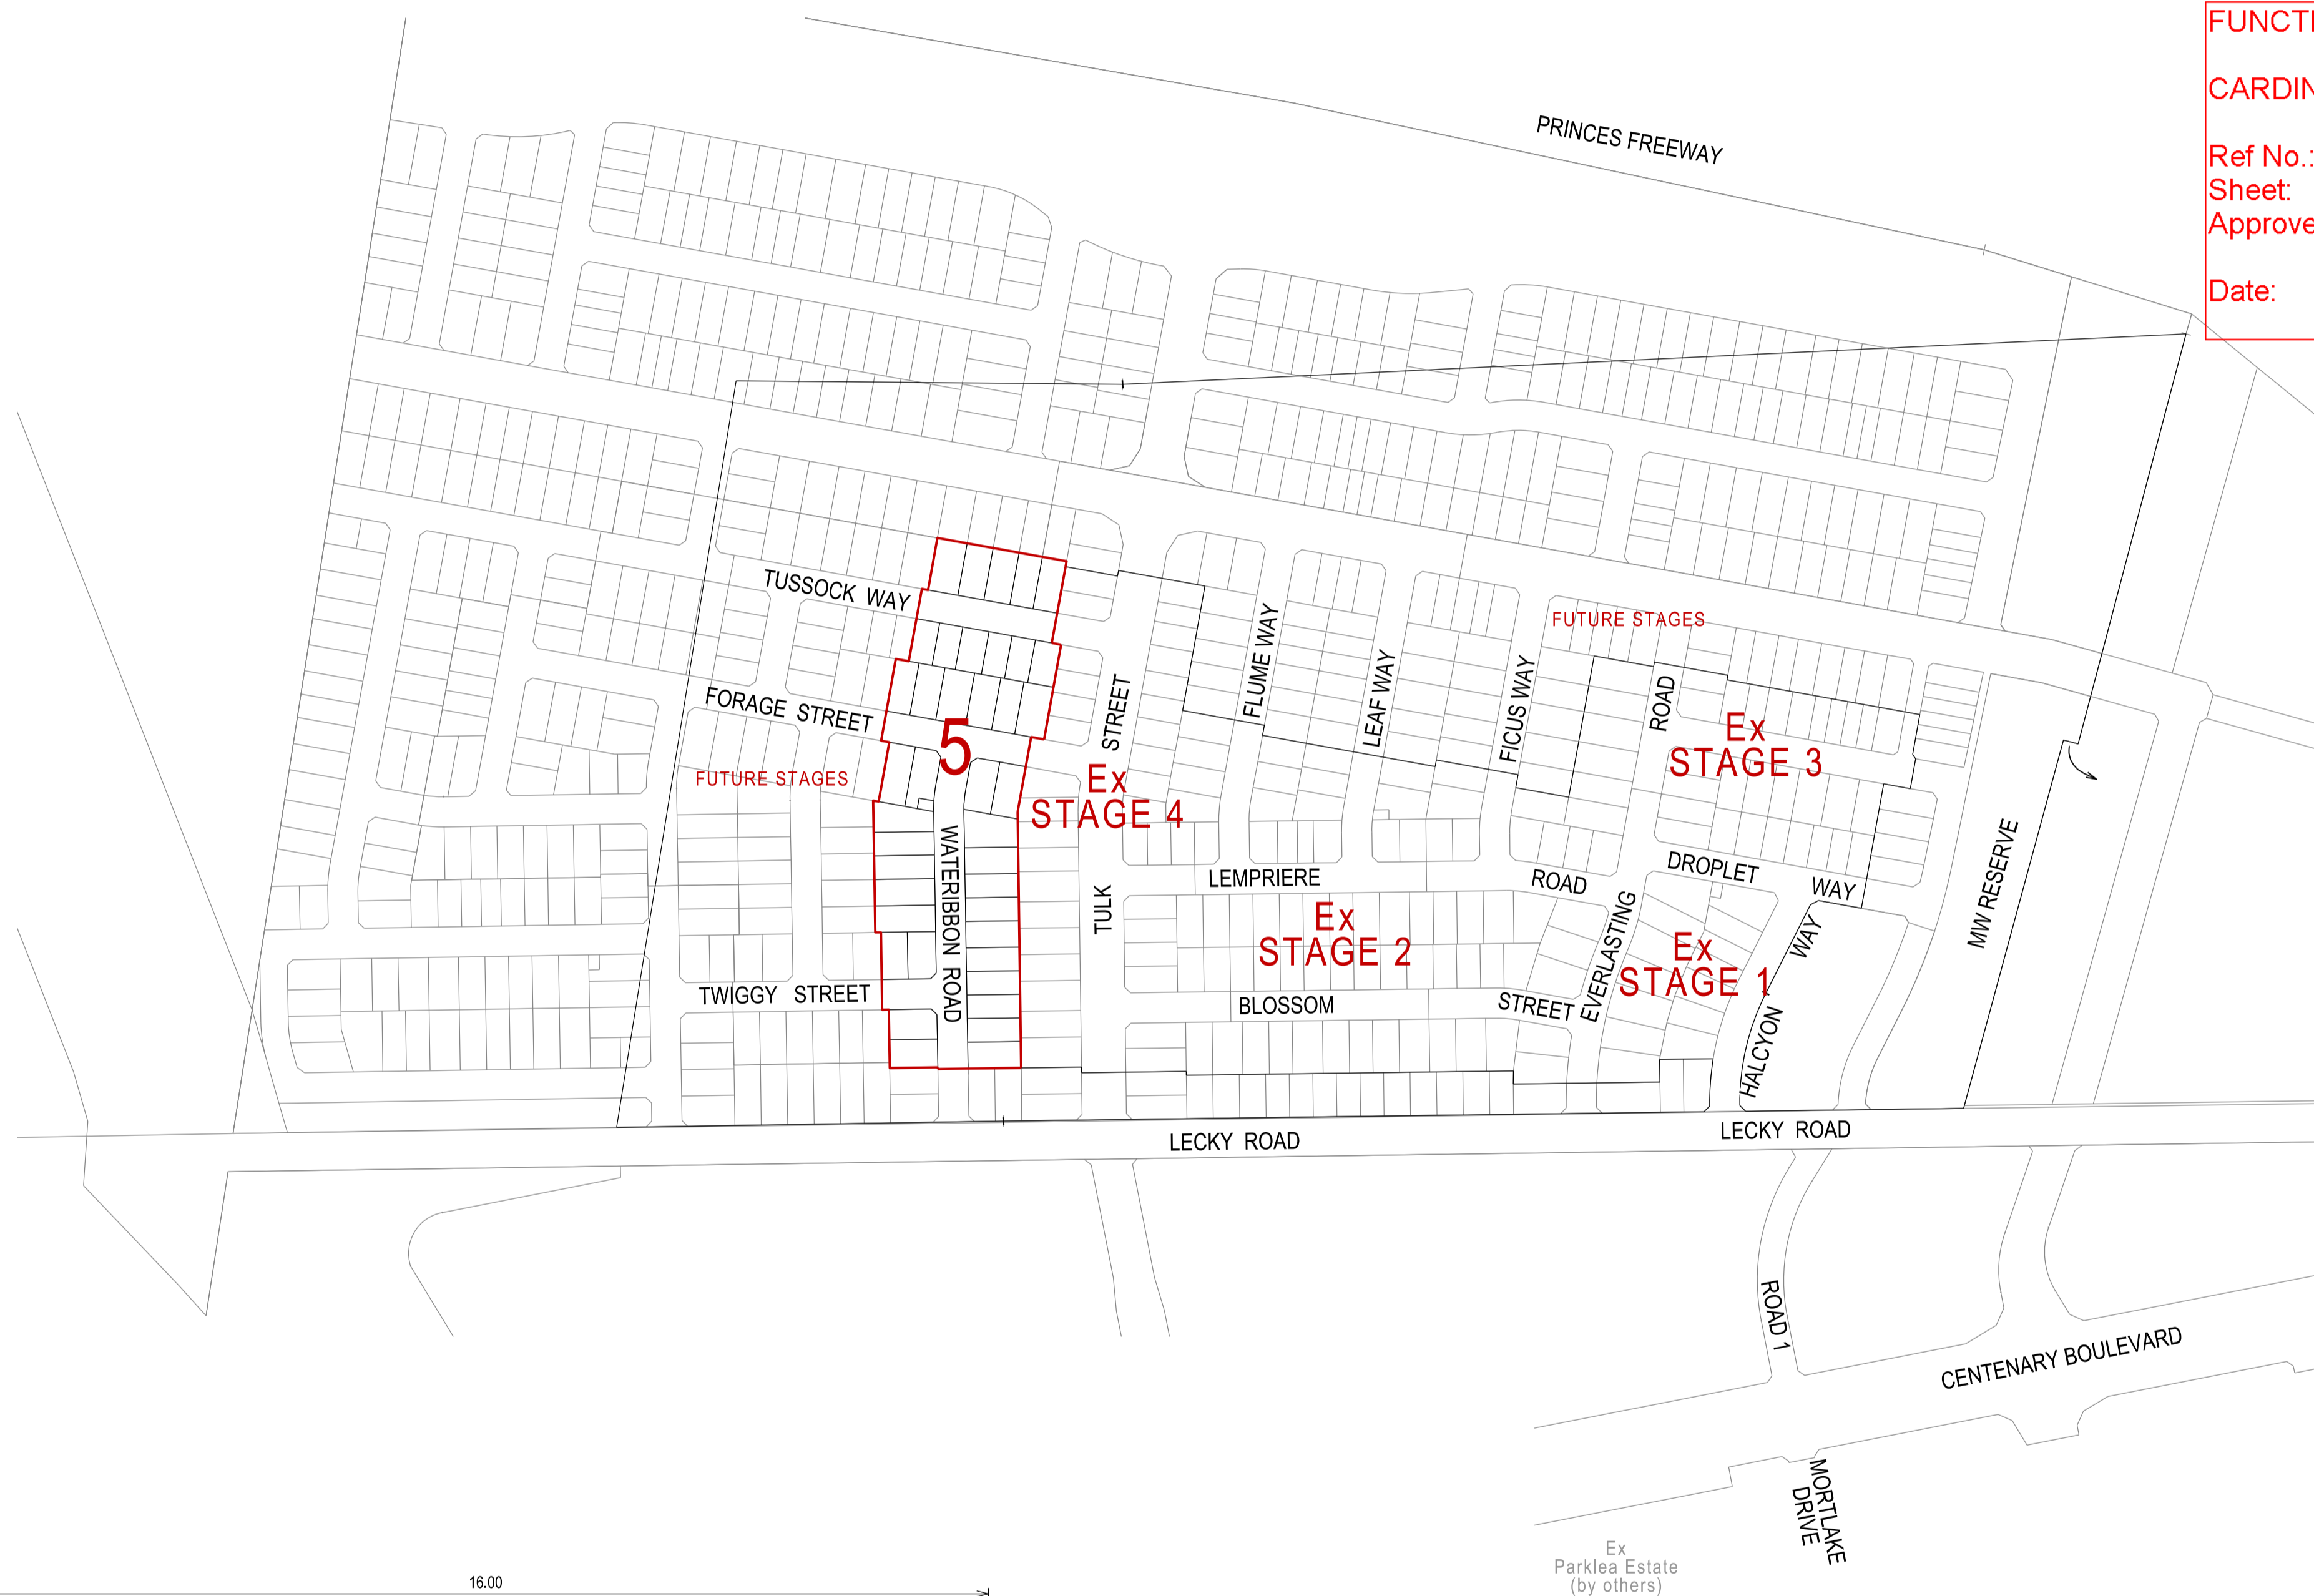 FUNCTI
CARDIN
Ref No.:
Sheet:
Approve
Date:
PRINCES FREEWAY
TUSSOCK WAY
FORAGE STREET
5
FUTURE STAGES
FUTURE STAGES
STREET
TULK
FLUME WAY
LEAF WAY
FICUS WAY
ROAD
Ex
STAGE 3
Ex
STAGE 4
WATERIBBON ROAD
LEMPRIERE
ROAD
DROPLET
WAY
MW RESERVE
Ex
STAGE 2
EVERLASTING
Ex
STAGE 1
HALCYON
WAY
TWIGGY STREET
BLOSSOM
STREET
LECKY ROAD
LECKY ROAD
ROAD 1
CENTENARY BOULEVARD
MORTLAKE
DRIVE
Ex
Parklea Estate
(by others)
16.00